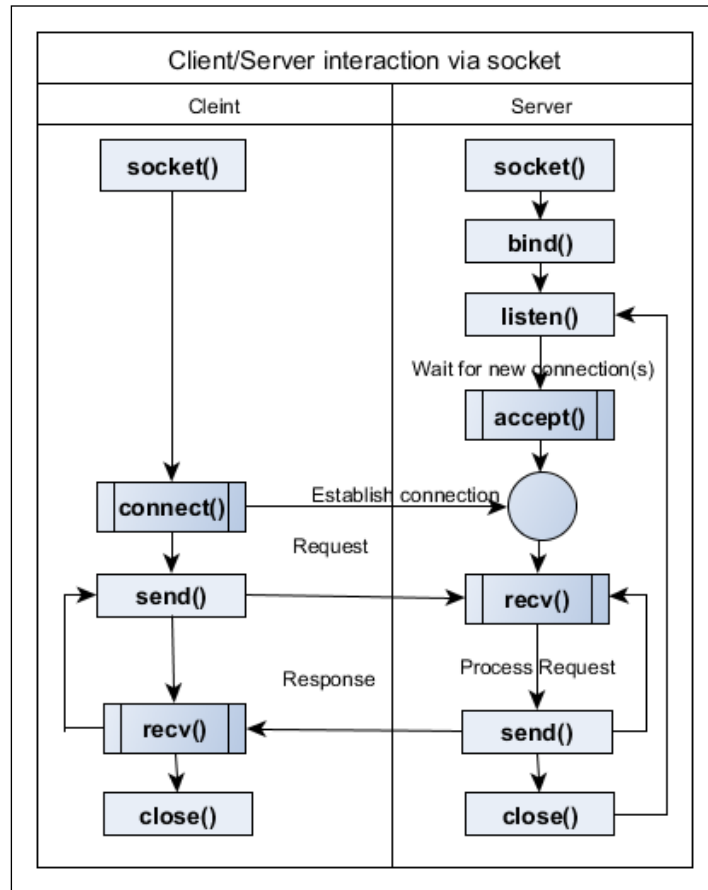 Client/Server interaction via socket
Cleint
Server
socket()
socket()
bind()
listen()
Wait for new connection(s)
accept()
connect()
Establish connection
Request
send()
recv()
Response
Process Request
recv()
send()
close()
close()